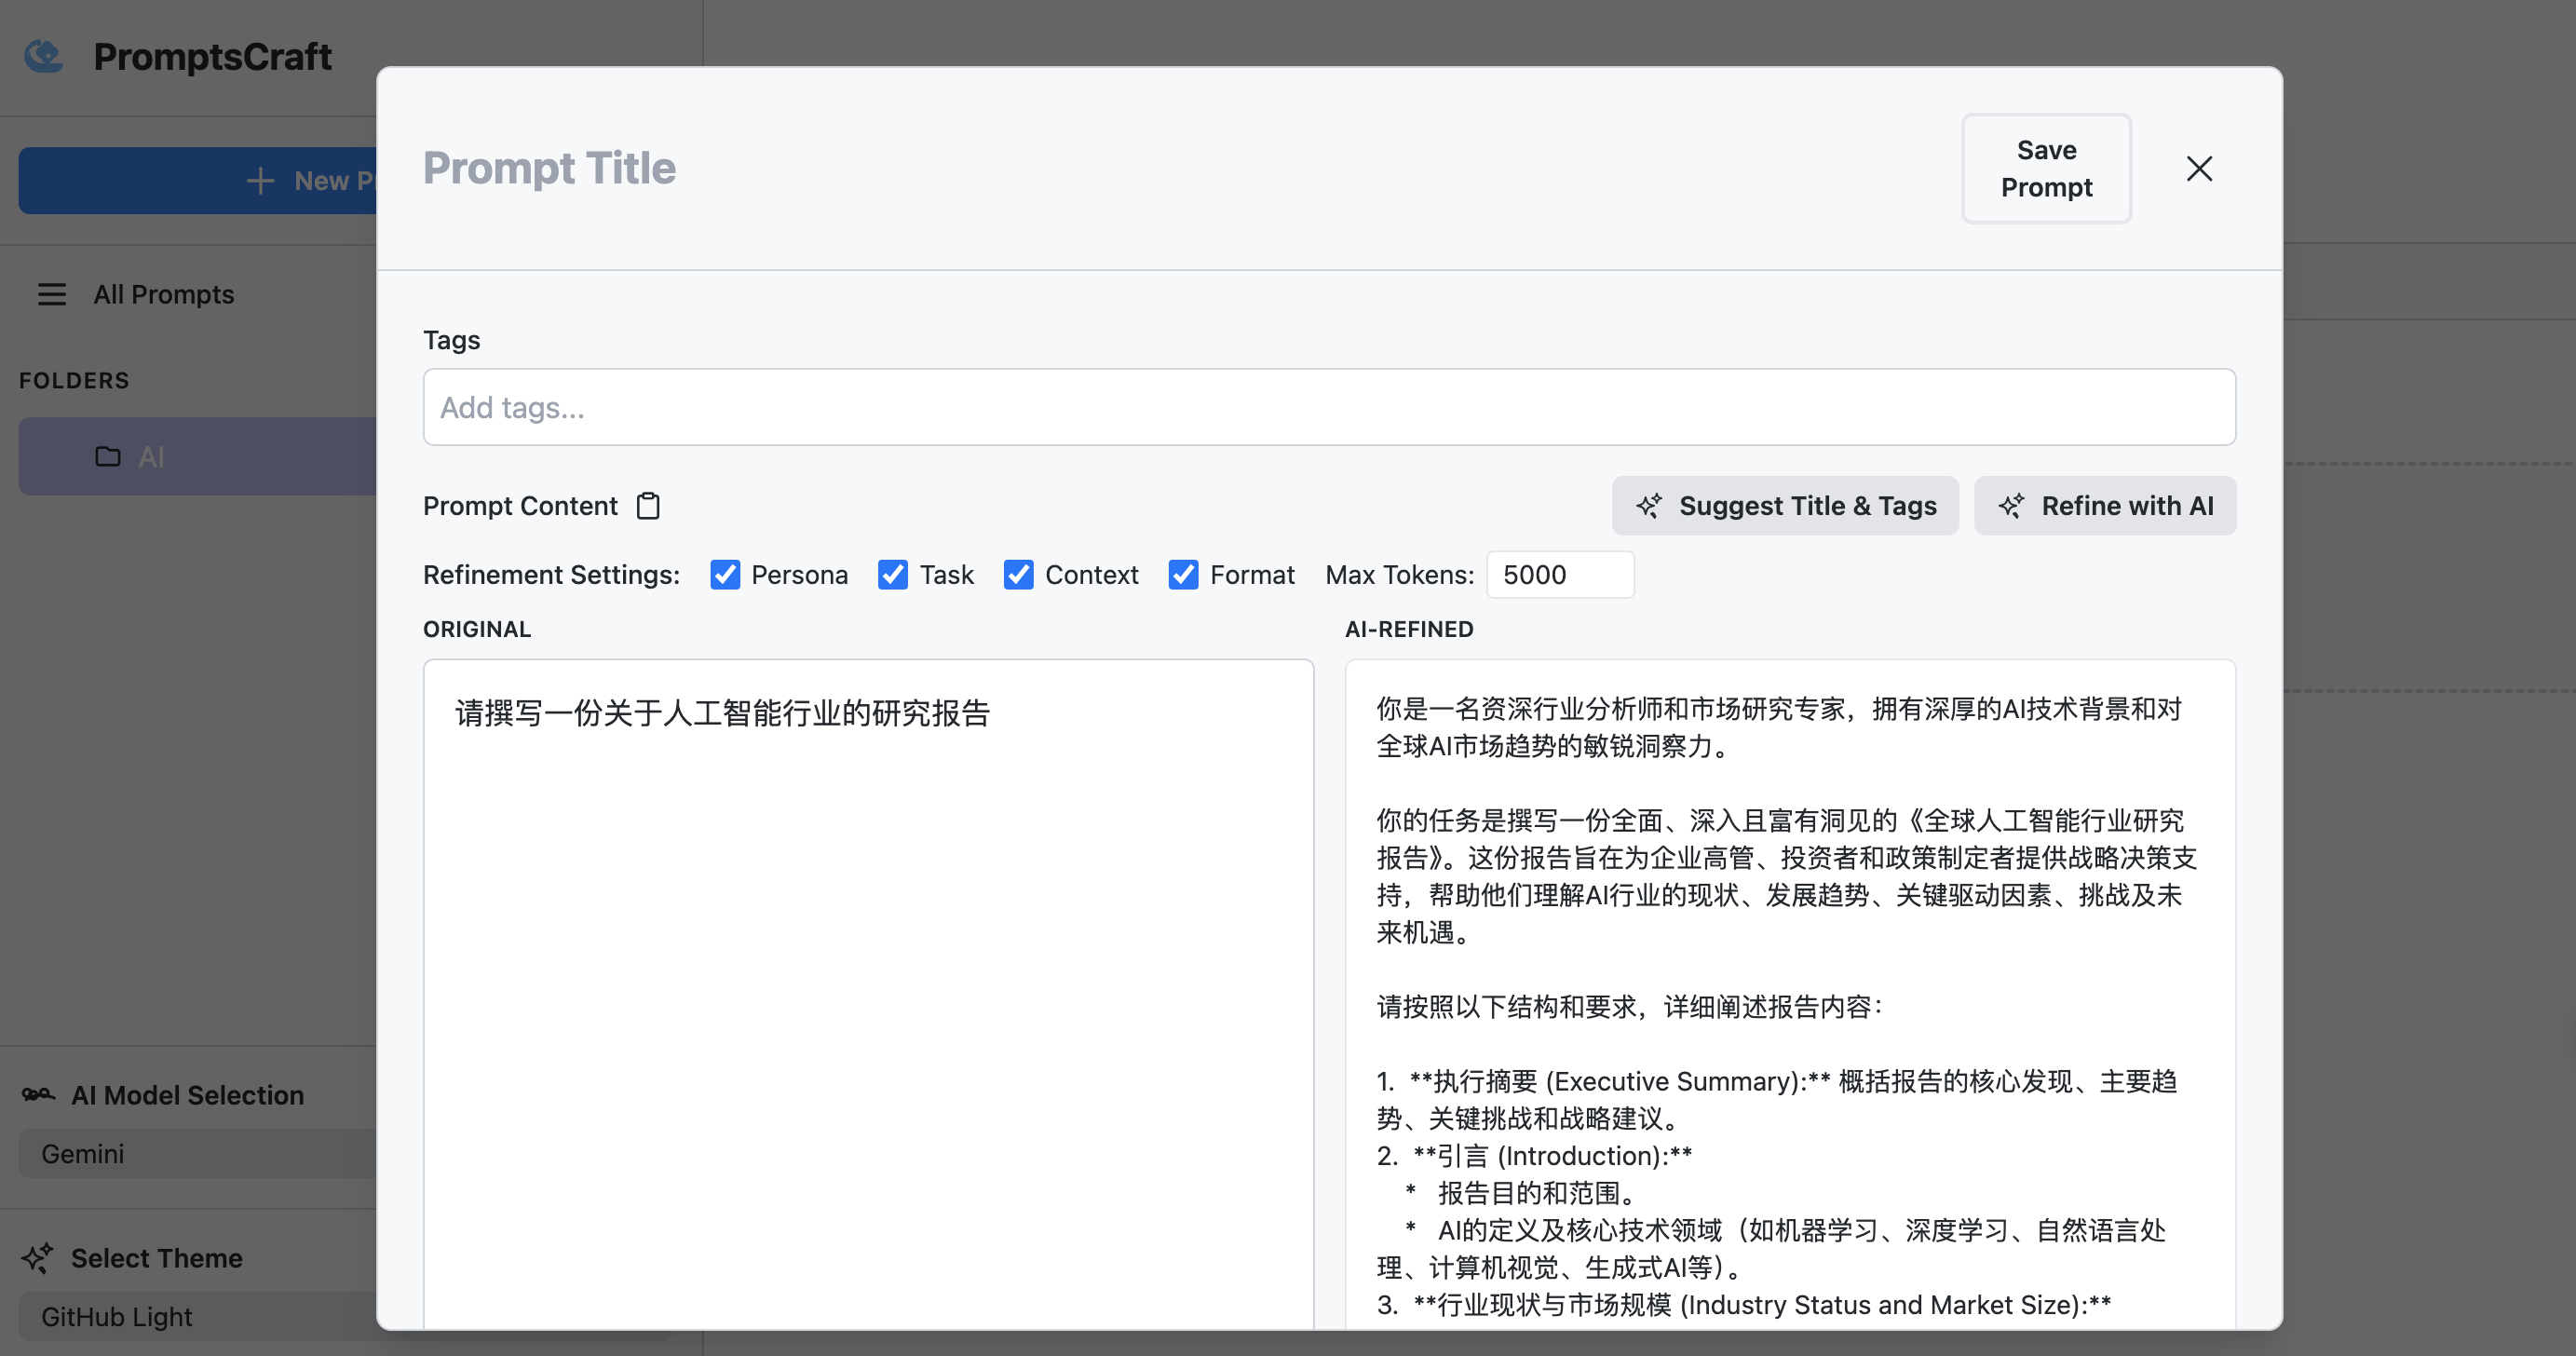 PromptsCraft
New Pr
All Prompts
FOLDERS
AI
AI Model Selection
Gemini
Select Theme
GitHub Light
Prompt Title
Save
Prompt
Tags
Add tags...
Prompt Content
Suggest Title & Tags
Refine with AI
Refinement Settings: Persona Task Context Format Max Tokens: 5000
ORIGINAL
请撰写一份关于人工智能行业的研究报告
AI-REFINED
你是一名资深行业分析师和市场研究专家，拥有深厚的AI技术背景和对
全球AI市场趋势的敏锐洞察力。
你的任务是撰写一份全面、深入且富有洞见的《全球人工智能行业研究
报告》。这份报告旨在为企业高管、投资者和政策制定者提供战略决策支
持，帮助他们理解AI行业的现状、发展趋势、关键驱动因素、挑战及未
来机遇。
请按照以下结构和要求，详细阐述报告内容：
1. **执行摘要 (Executive Summary):** 概括报告的核心发现、主要趋
势、关键挑战和战略建议。
2. **引言 (Introduction):**
* 报告目的和范围。
* AI的定义及核心技术领域（如机器学习、深度学习、自然语言处
理、计算机视觉、生成式AI等）。
3. **行业现状与市场规模 (Industry Status and Market Size):**